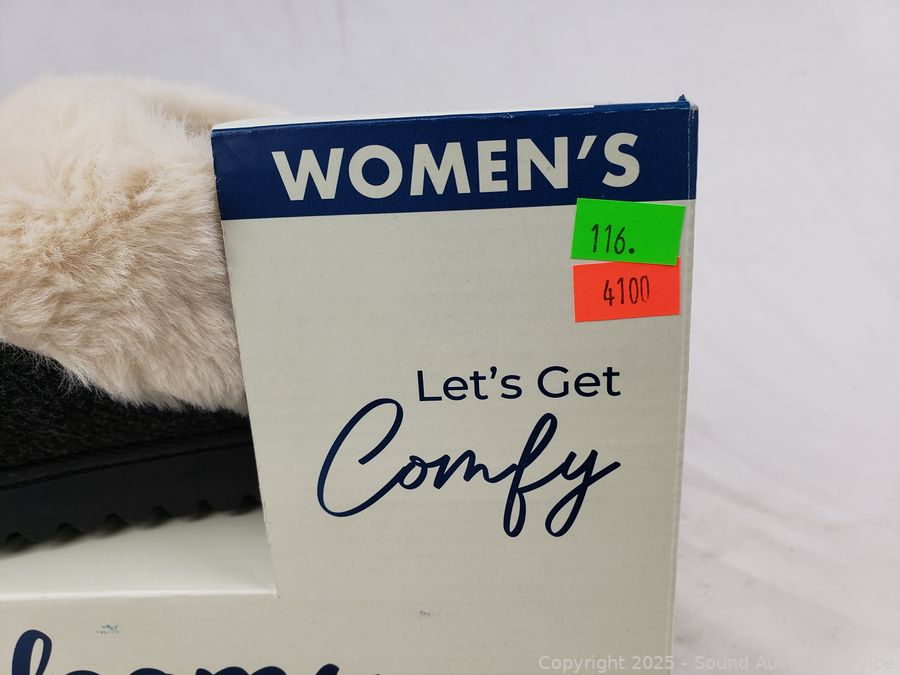 WOMEN'S
116.
4100
Let's Get
Comfy
Copyright 2025 - Sound Auction Service